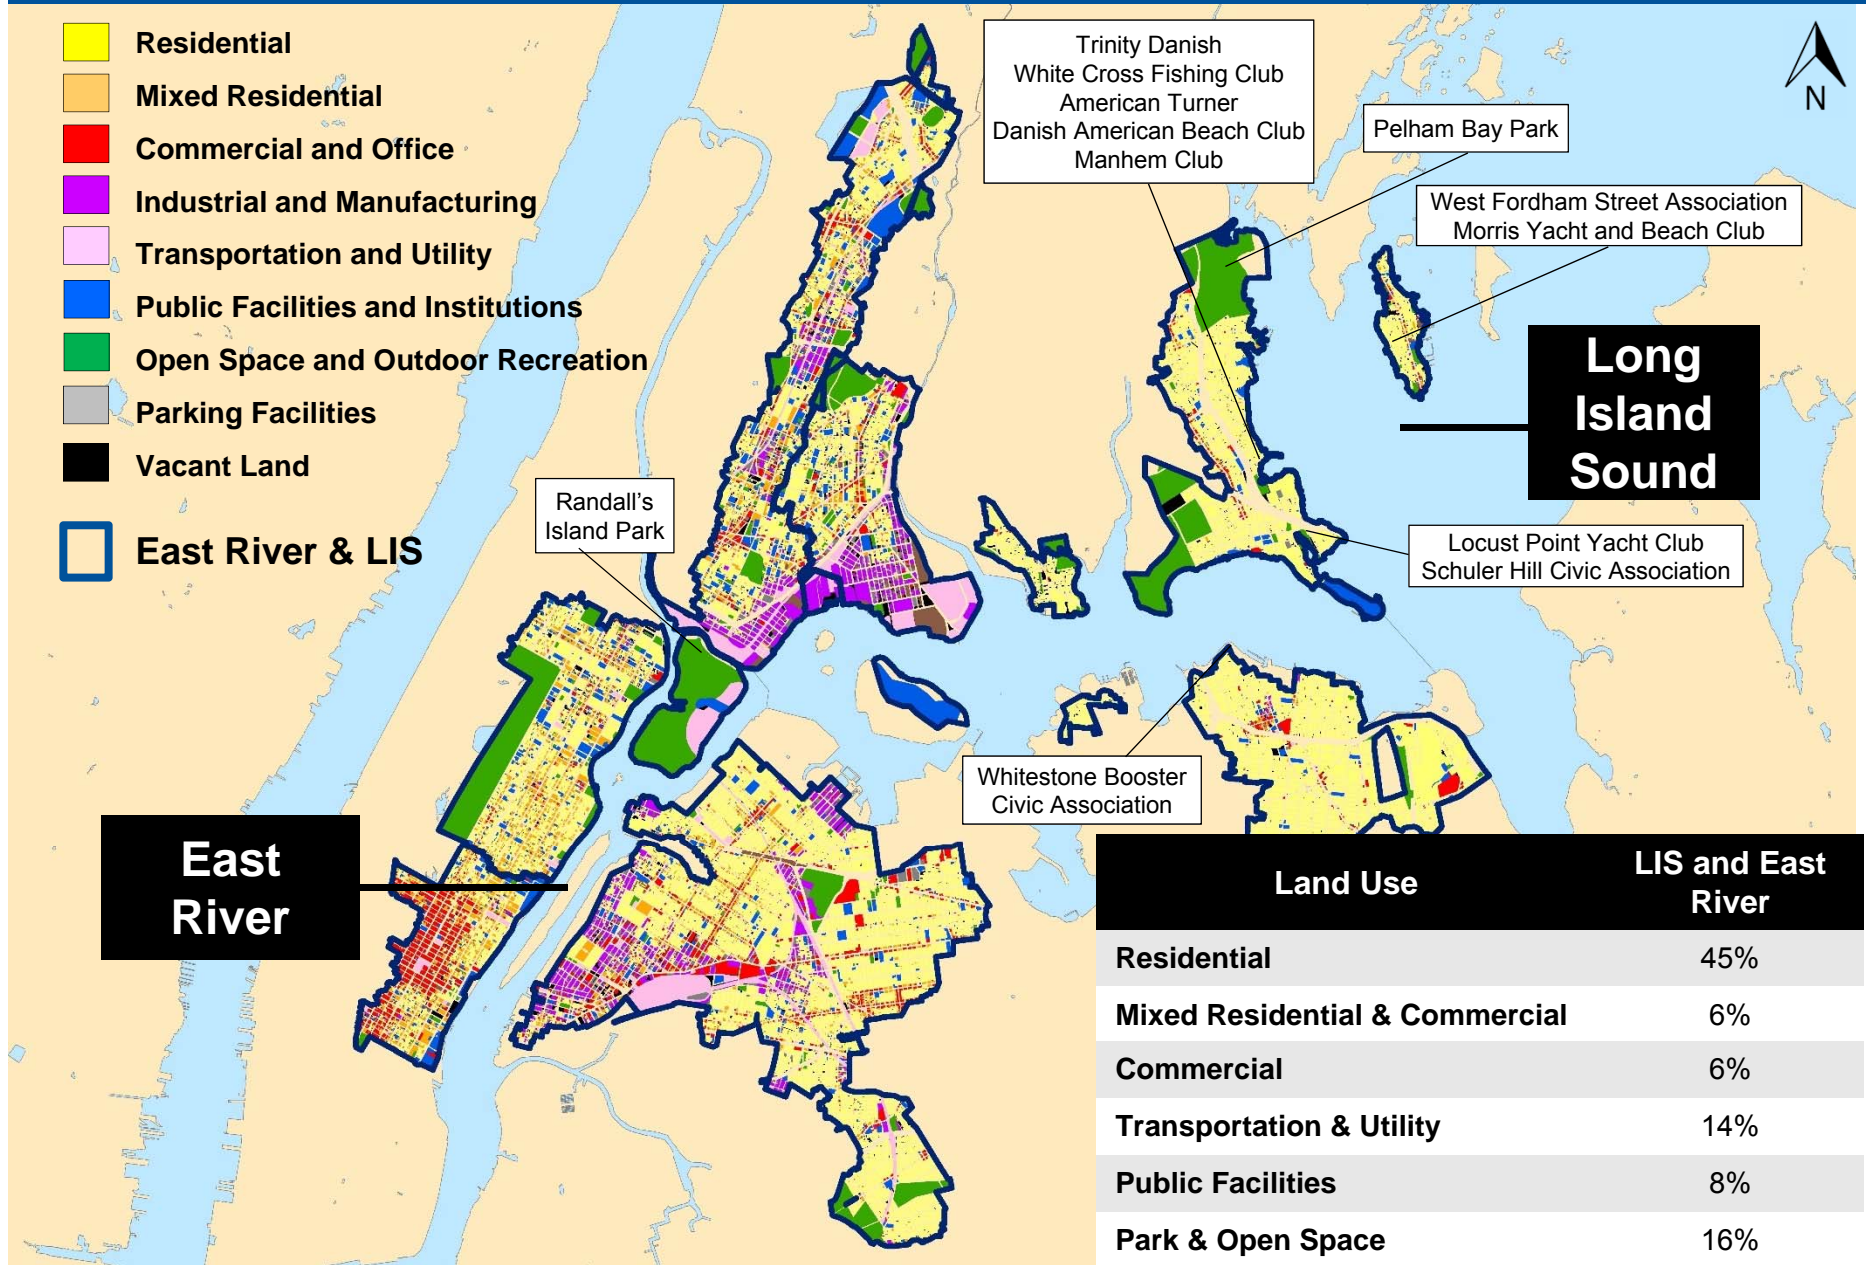 Residential
Mixed Residential
Commercial and Office
Industrial and Manufacturing
Transportation and Utility
Public Facilities and Institutions
Open Space and Outdoor Recreation
Parking Facilities
Vacant Land
East River & LIS
Trinity Danish
White Cross Fishing Club
American Turner
Danish American Beach Club
Manhem Club
Pelham Bay Park
West Fordham Street Association
Morris Yacht and Beach Club
N
Long
Island
Sound
Randall's
Island Park
Locust Point Yacht Club
Schuler Hill Civic Association
Whitestone Booster
Civic Association
East
River
Land Use
LIS and East
River
Residential 45%
Mixed Residential & Commercial 6%
Commercial 6%
Transportation & Utility 14%
Public Facilities 8%
Park & Open Space 16%